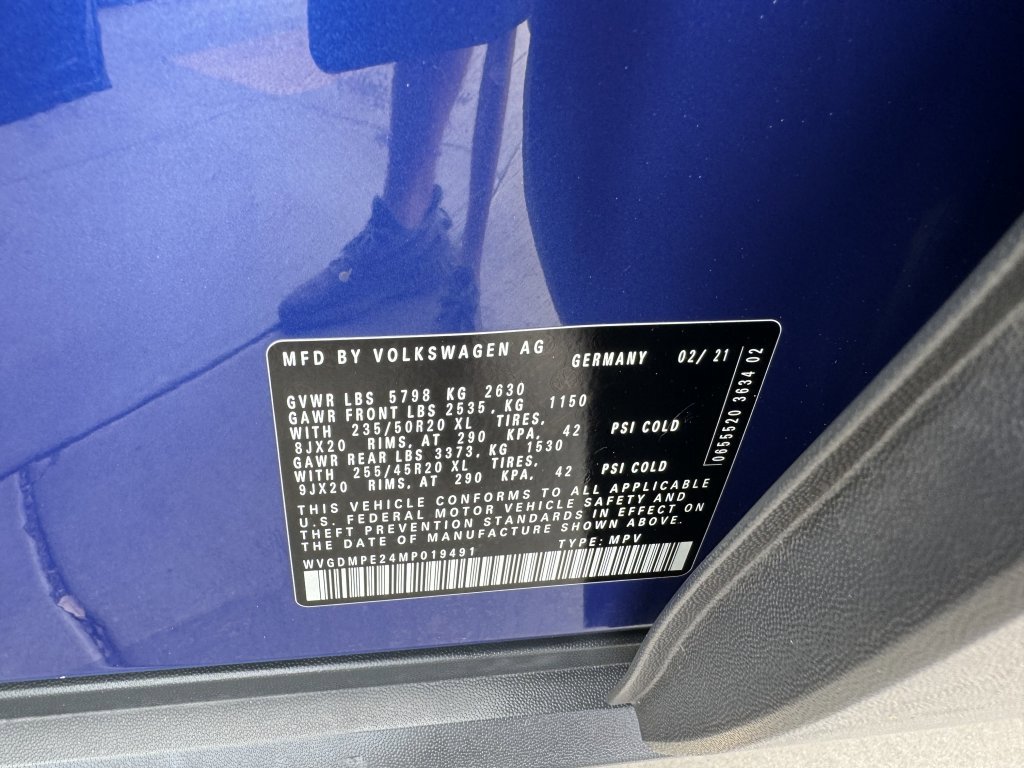 MFD BY VOLKSWAGEN AG GERMANY 02/ 21
GVWR LBS 5798 KG 2630
GAWR FRONT LBS 2535, KG 1150
WITH 235/50R20 XL TIRES,
8JX20 RIMS, AT 290 KPA, 42 PSI COLD
GAWR REAR LBS 3373, KG 1530
WITH 255/45R20 XL TIRES,
9JX20 RIMS, AT 290 KPA, 42 PSI COLD
THIS VEHICLE CONFORMS TO ALL APPLICABLE
U.S. FEDERAL MOTOR VEHICLE SAFETY AND
THEFT PREVENTION STANDARDS IN EFFECT ON
THE DATE OF MANUFACTURE SHOWN ABOVE.
WVGDMPE24MP019491 TYPE: MPV
0655520 3634 02